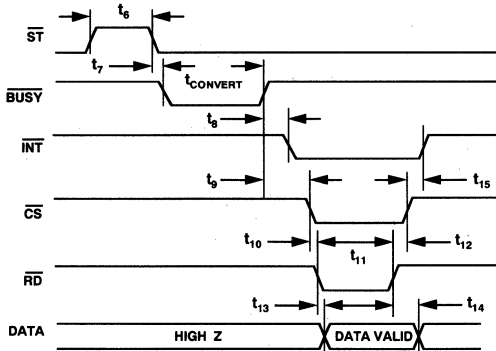 t6
ST
t7
tCONVERT
BUSY
t8
INT
t9
t15
CS
t10
t11
t12
RD
t13
t14
DATA
HIGH Z
DATA VALID